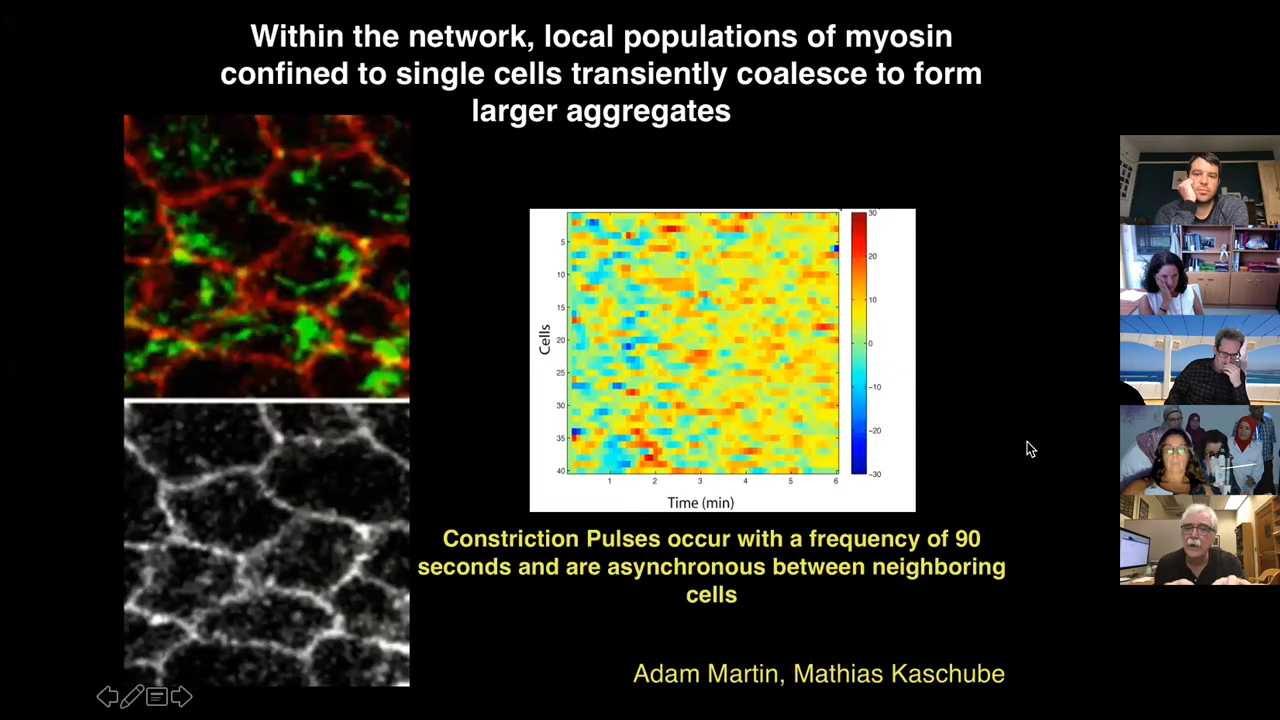 Within the network, local populations of myosin
confined to single cells transiently coalesce to form
larger aggregates
30
20
10
0
-10
-20
-30
5
10
15
20
25
30
35
40
Cells
1
2
3
4
5
6
Time (min)
Constriction Pulses occur with a frequency of 90
seconds and are asynchronous between neighboring
cells
Adam Martin, Mathias Kaschube